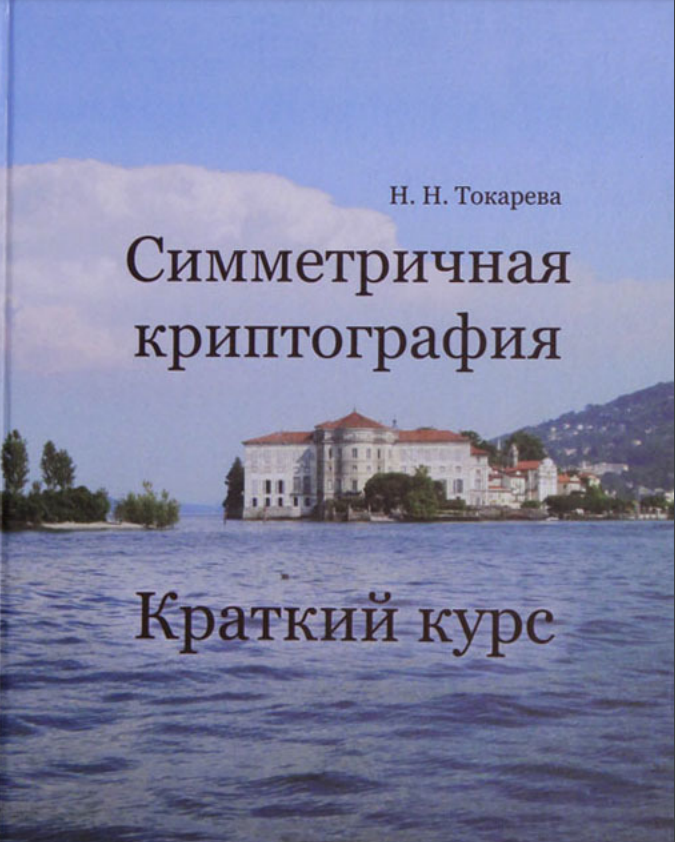 Н. Н. Токарева
Симметричная
криптография
Краткий курс